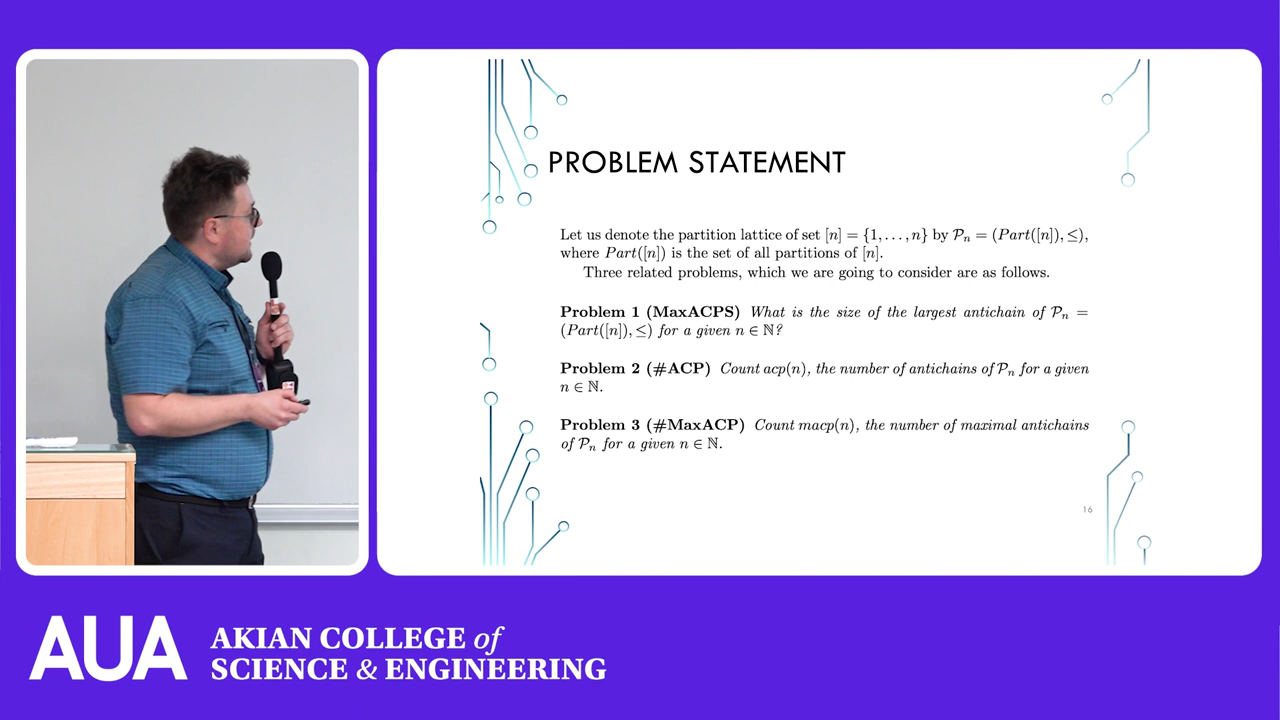 PROBLEM STATEMENT
Let us denote the partition lattice of set [n] = {1, . . . , n} by 𝒫ₙ = (Part([n]), ≤),
where Part([n]) is the set of all partitions of [n].
Three related problems, which we are going to consider are as follows.
Problem 1 (MaxACPS) What is the size of the largest antichain of 𝒫ₙ =
(Part([n]), ≤) for a given n ∈ ℕ?
Problem 2 (#ACP) Count acp(n), the number of antichains of 𝒫ₙ for a given
n ∈ ℕ.
Problem 3 (#MaxACP) Count macp(n), the number of maximal antichains
of 𝒫ₙ for a given n ∈ ℕ.
16
AUA
AKIAN COLLEGE of
SCIENCE & ENGINEERING